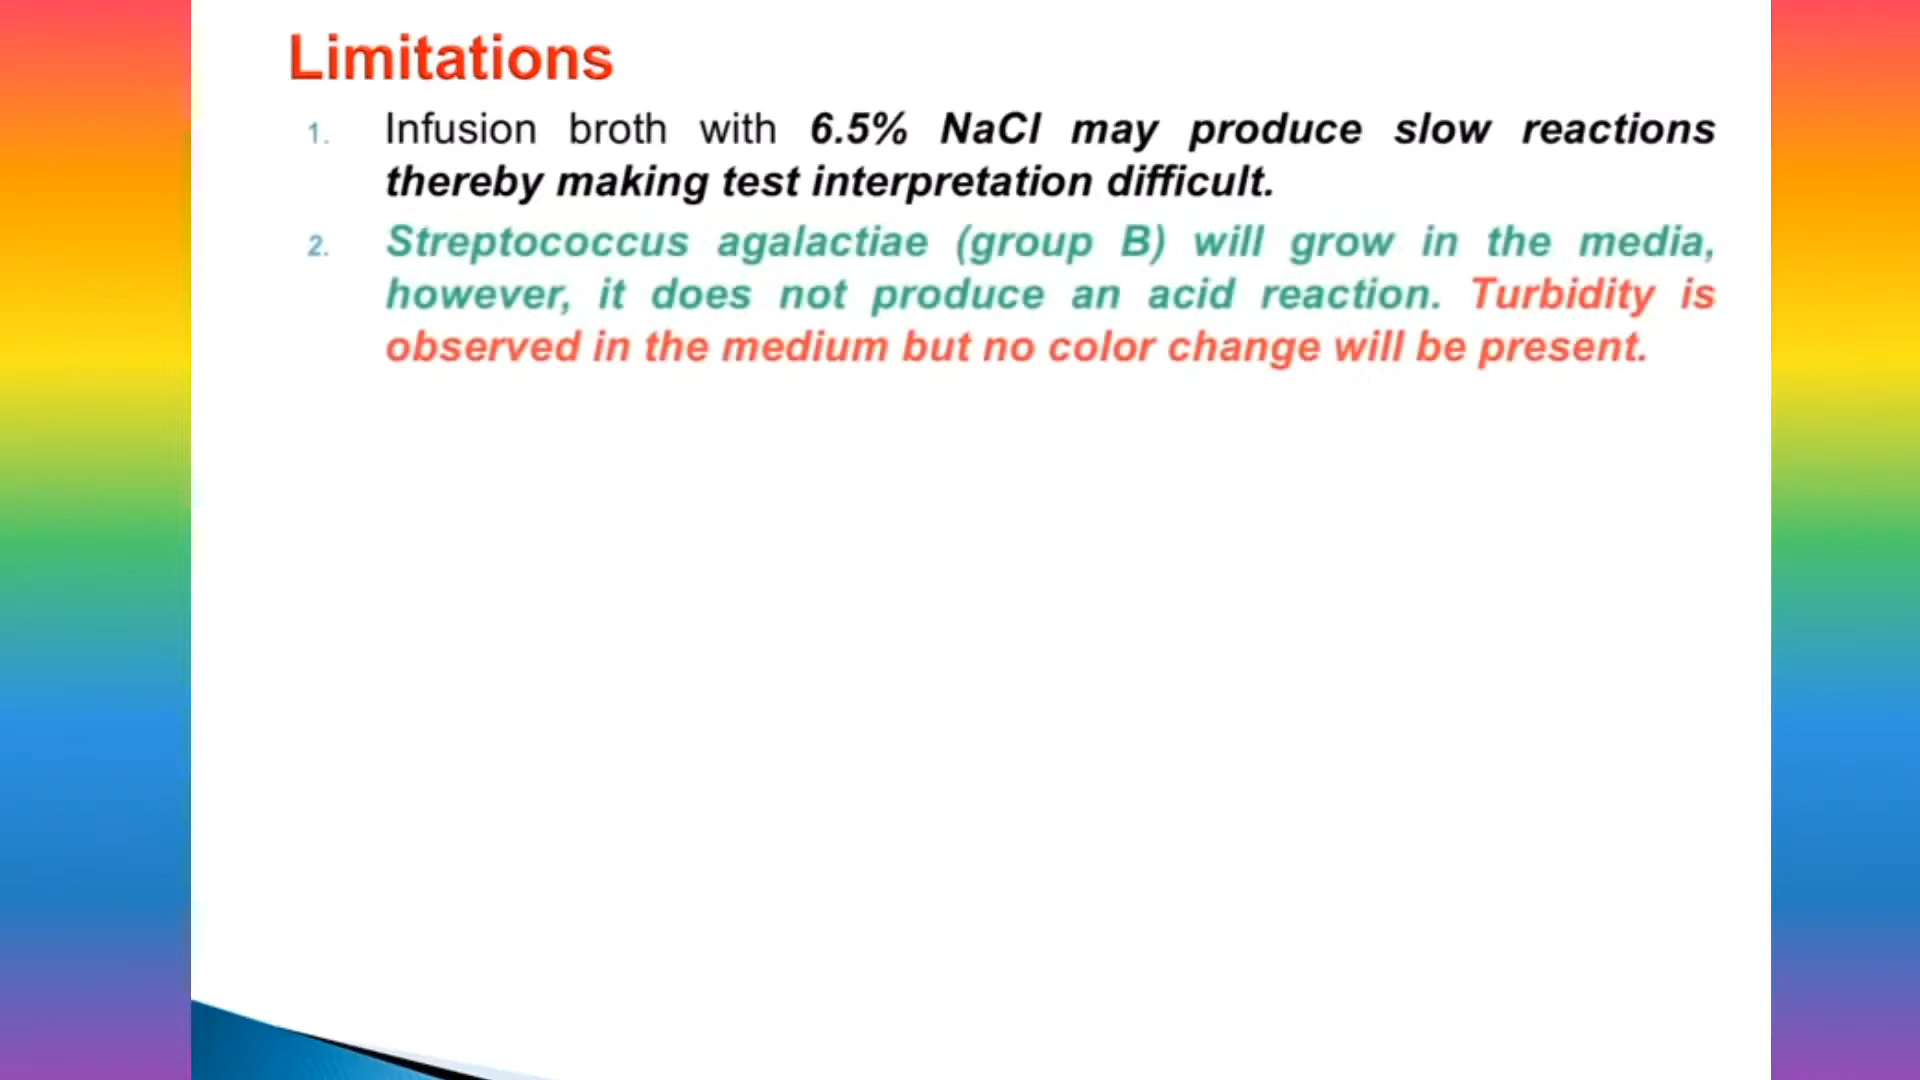 Limitations
1. Infusion broth with 6.5% NaCl may produce slow reactions
thereby making test interpretation difficult.
2. Streptococcus agalactiae (group B) will grow in the media,
however, it does not produce an acid reaction. Turbidity is
observed in the medium but no color change will be present.